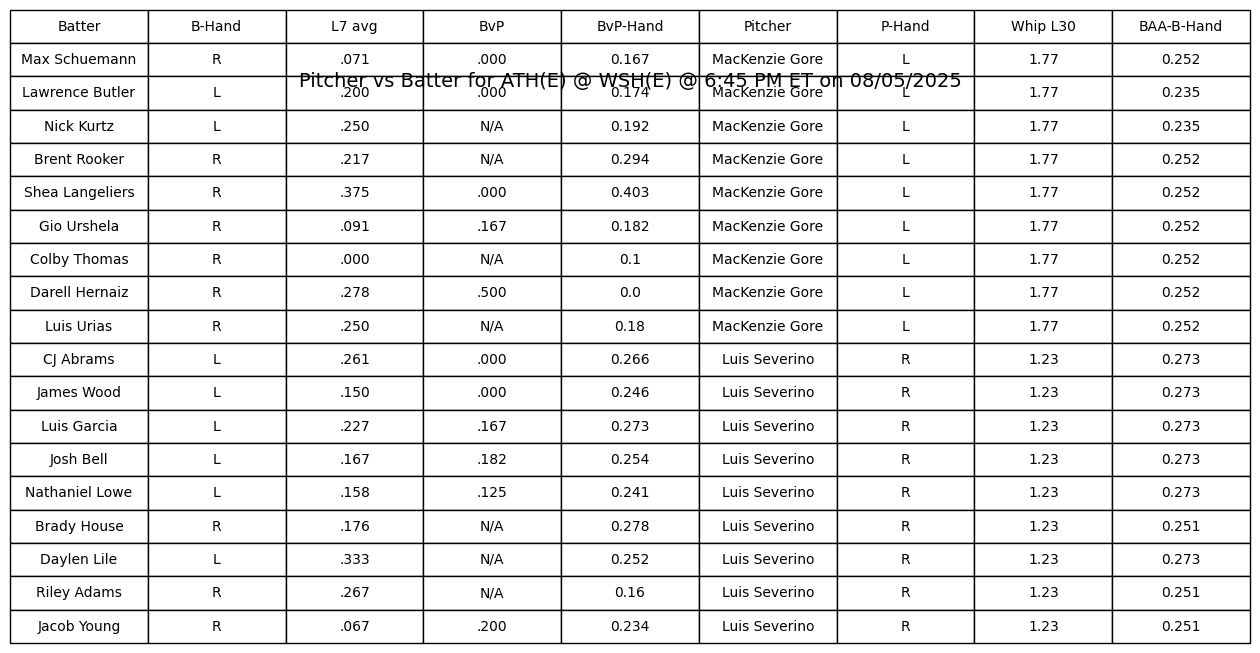 Batter B-Hand L7 avg BvP BvP-Hand Pitcher P-Hand Whip L30 BAA-B-Hand
Max Schuemann R .071 .000 0.167 MacKenzie Gore L 1.77 0.252
Pitcher vs Batter for ATH(E) @ WSH(E) @ 6:45 PM ET on 08/05/2025
Lawrence Butler L .200 .000 0.174 MacKenzie Gore L 1.77 0.235
Nick Kurtz L .250 N/A 0.192 MacKenzie Gore L 1.77 0.235
Brent Rooker R .217 N/A 0.294 MacKenzie Gore L 1.77 0.252
Shea Langeliers R .375 .000 0.403 MacKenzie Gore L 1.77 0.252
Gio Urshela R .091 .167 0.182 MacKenzie Gore L 1.77 0.252
Colby Thomas R .000 N/A 0.1 MacKenzie Gore L 1.77 0.252
Darell Hernaiz R .278 .500 0.0 MacKenzie Gore L 1.77 0.252
Luis Urias R .250 N/A 0.18 MacKenzie Gore L 1.77 0.252
CJ Abrams L .261 .000 0.266 Luis Severino R 1.23 0.273
James Wood L .150 .000 0.246 Luis Severino R 1.23 0.273
Luis Garcia L .227 .167 0.273 Luis Severino R 1.23 0.273
Josh Bell L .167 .182 0.254 Luis Severino R 1.23 0.273
Nathaniel Lowe L .158 .125 0.241 Luis Severino R 1.23 0.273
Brady House R .176 N/A 0.278 Luis Severino R 1.23 0.251
Daylen Lile L .333 N/A 0.252 Luis Severino R 1.23 0.273
Riley Adams R .267 N/A 0.16 Luis Severino R 1.23 0.251
Jacob Young R .067 .200 0.234 Luis Severino R 1.23 0.251